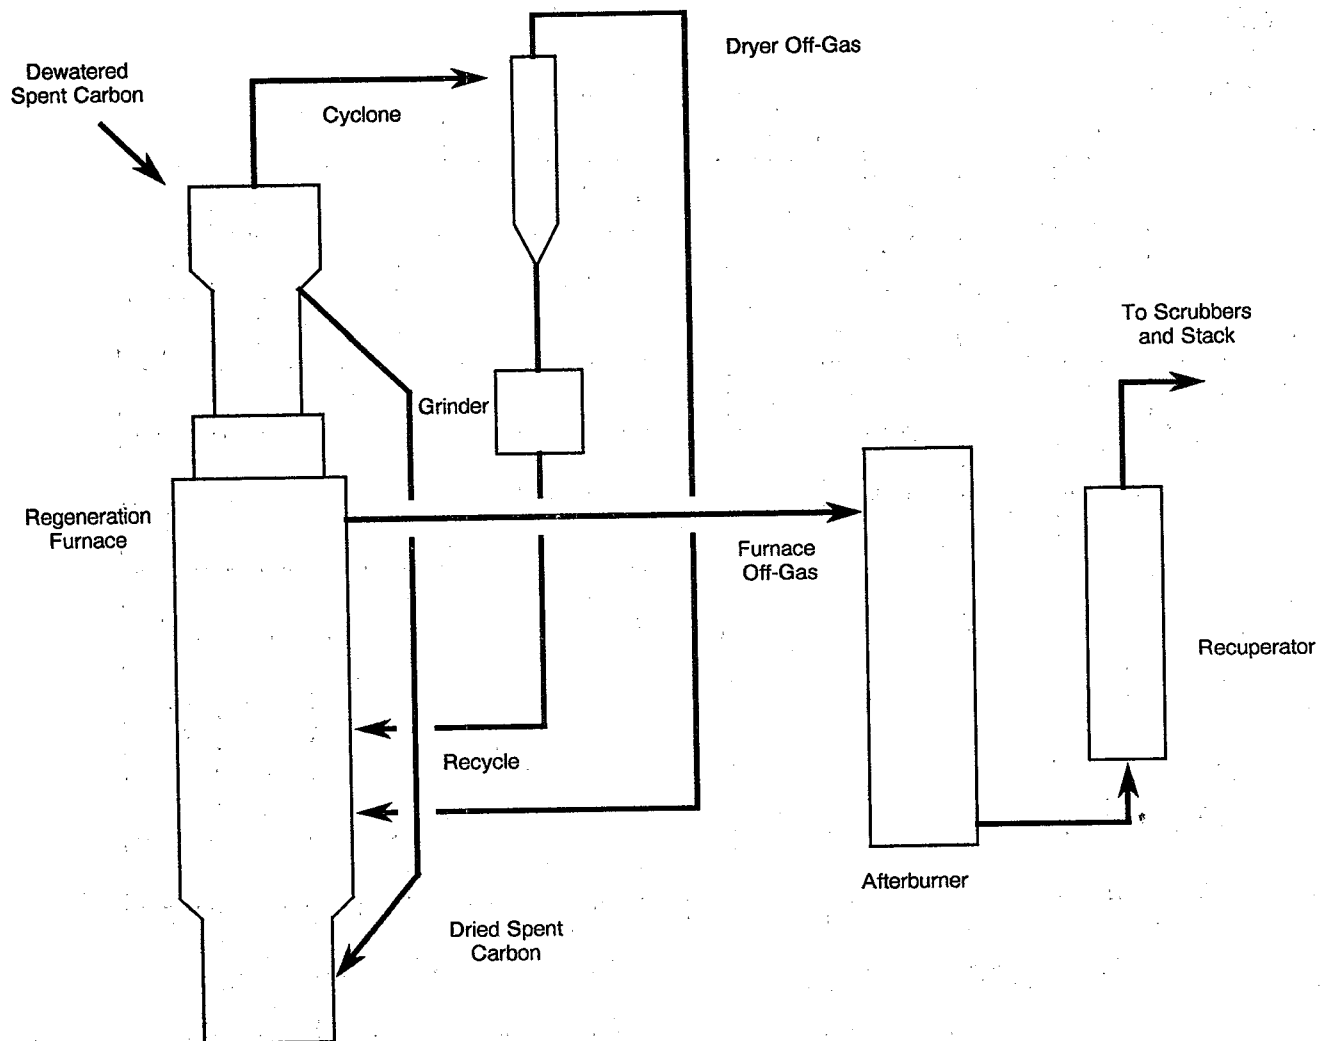 Dryer Off-Gas
Dewatered
Spent Carbon
Cyclone
To Scrubbers
and Stack
Grinder
Regeneration
Furnace
Furnace
Off-Gas
Recuperator
Recycle
Afterburner
Dried Spent
Carbon